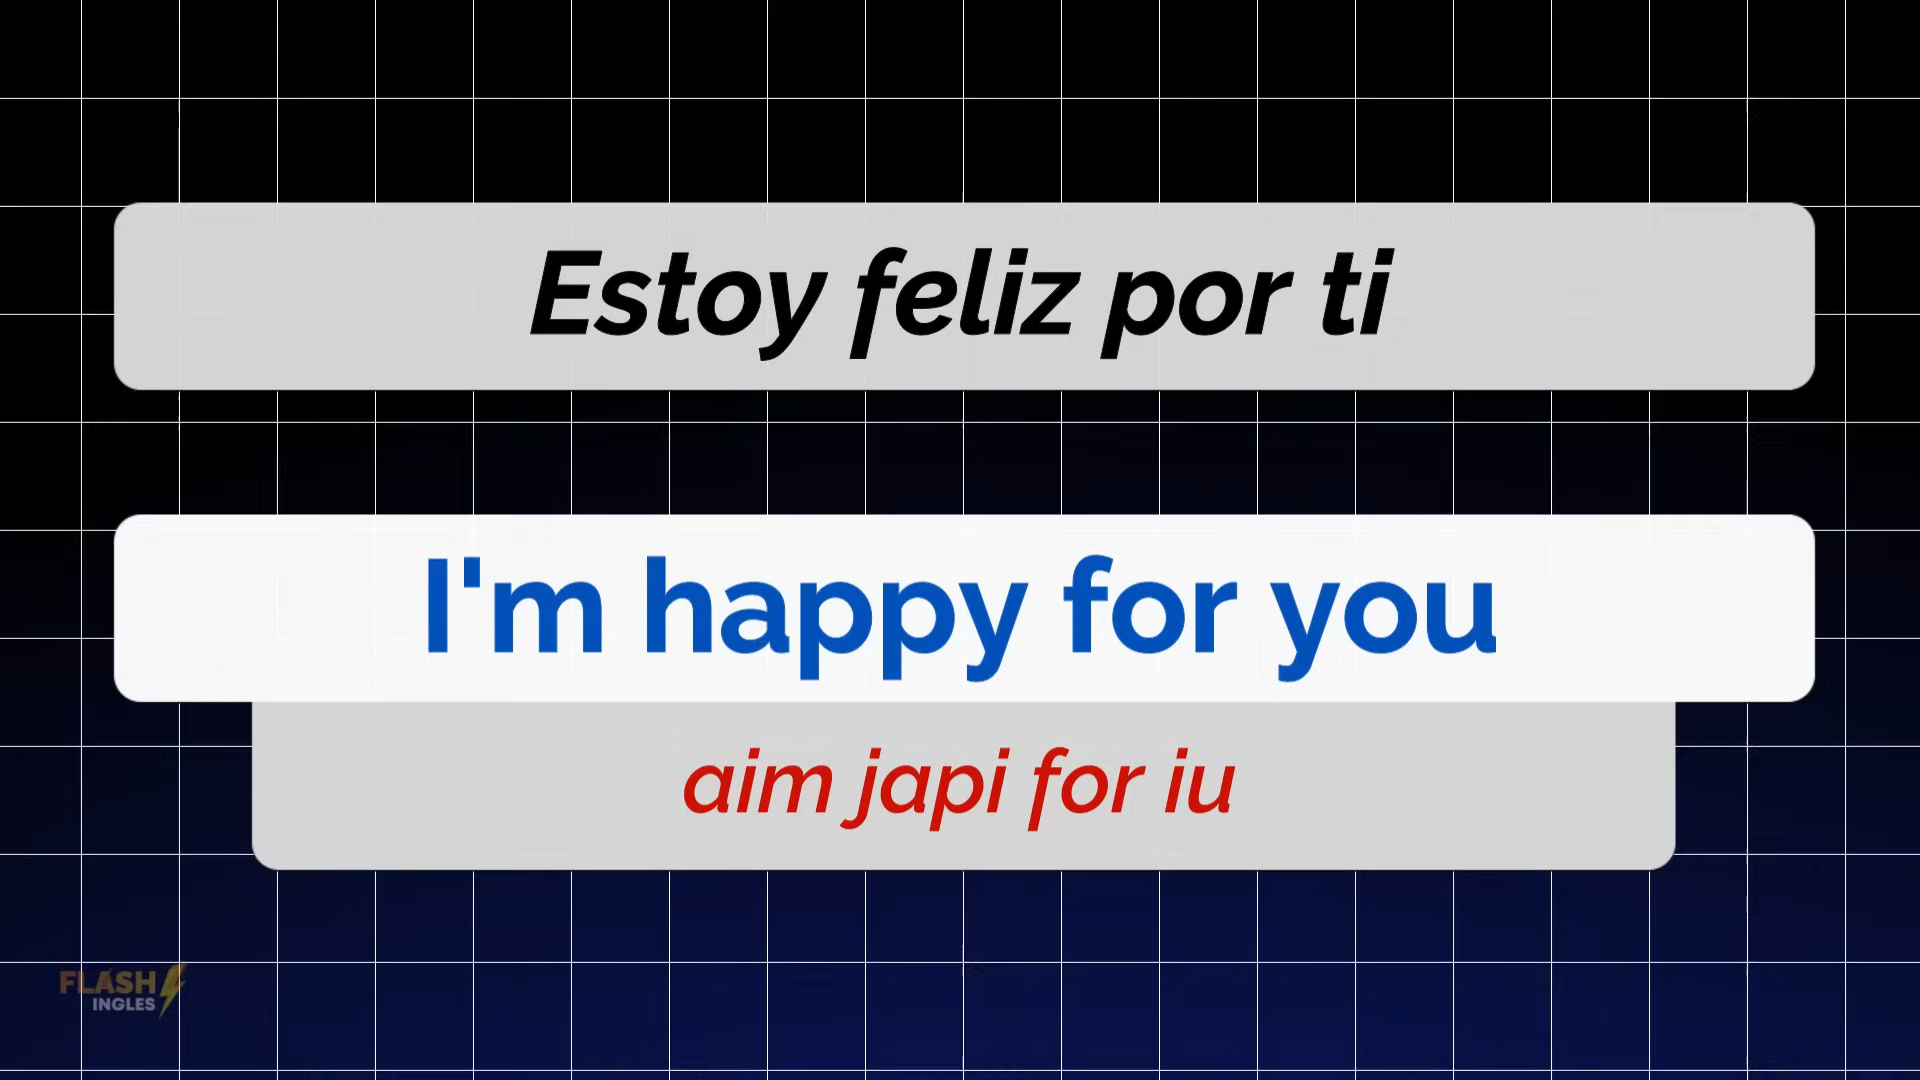 Estoy feliz por ti
I'm happy for you
aim japi for iu
FLASH
INGLES